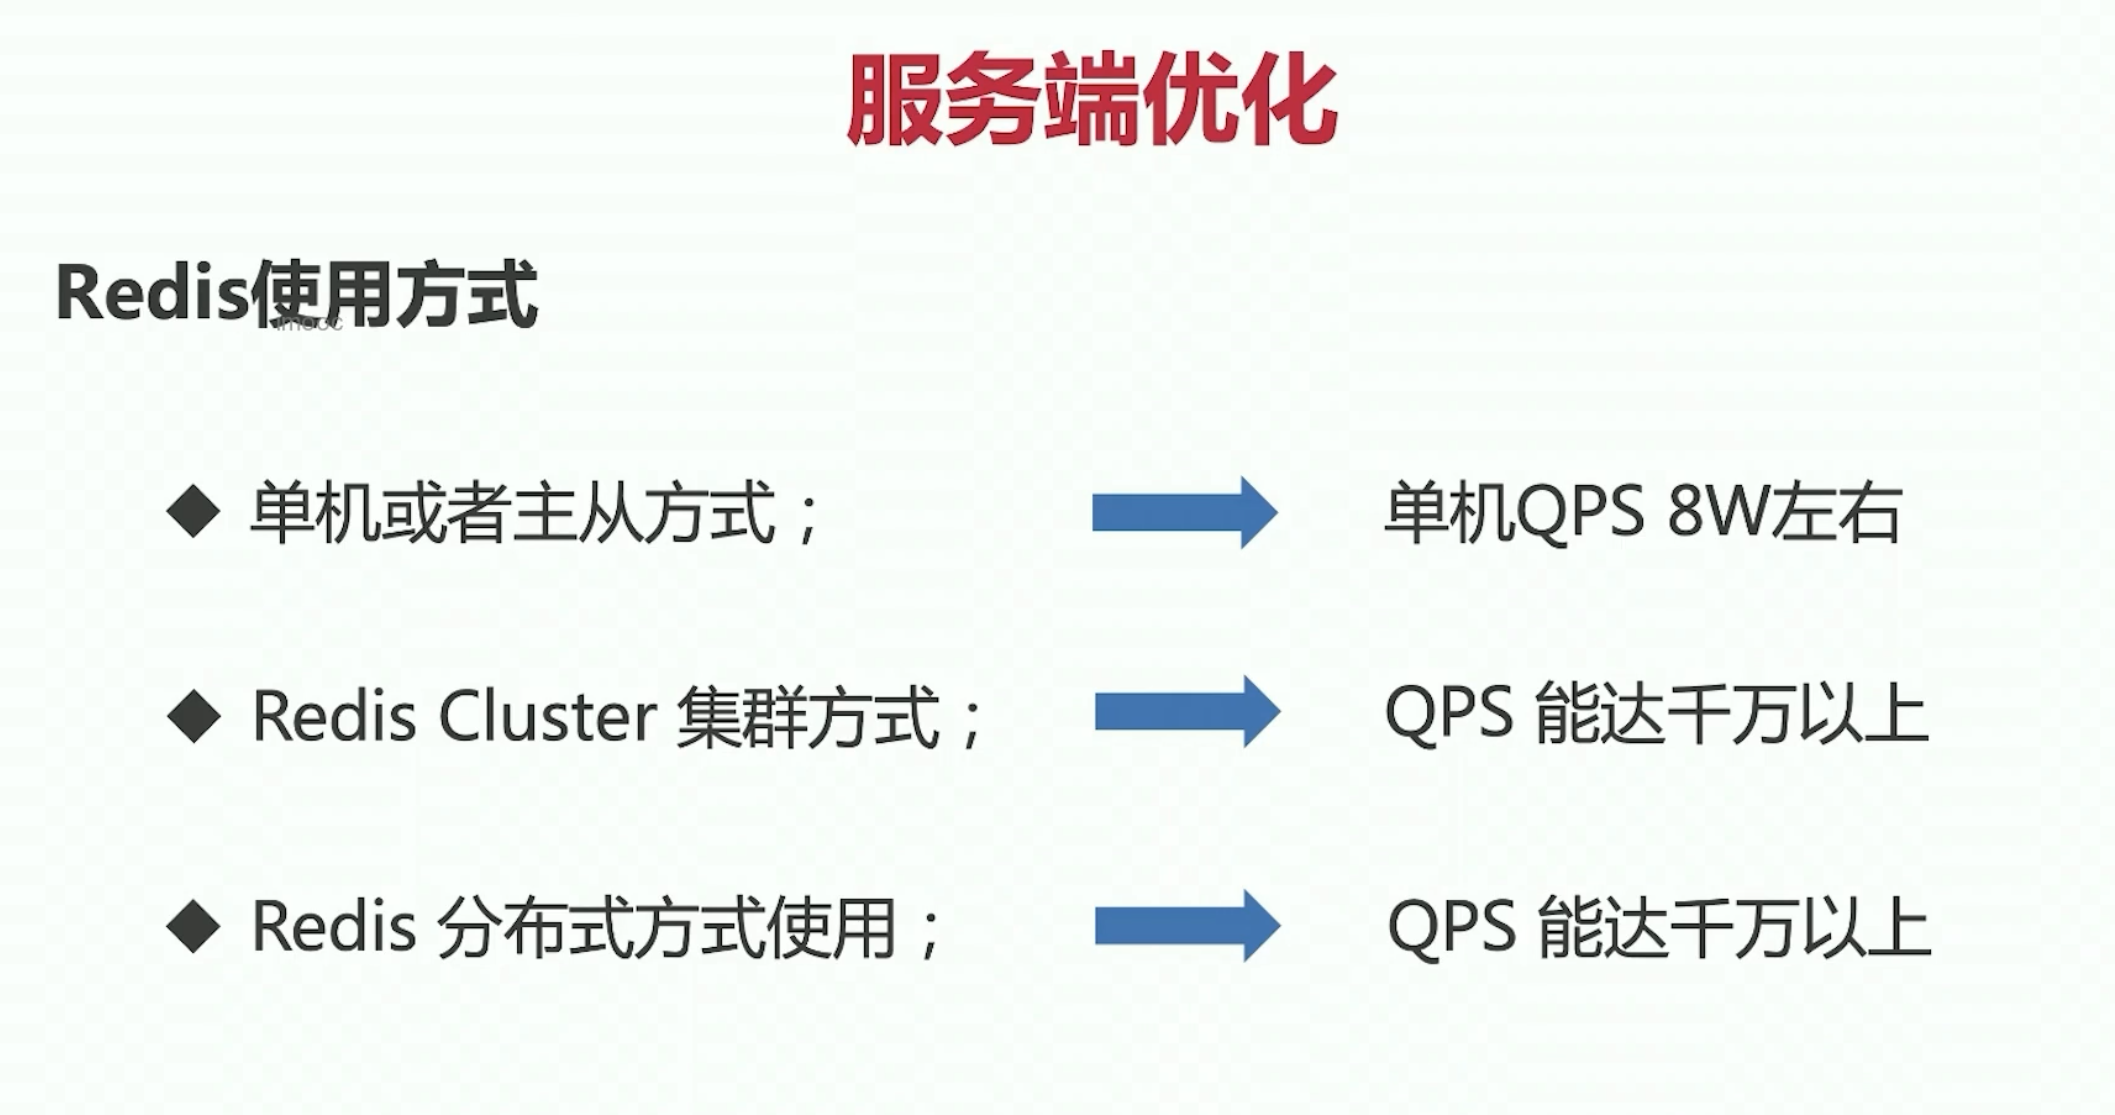 服务端优化
Redis使用方式
imooc
◆ 单机或者主从方式；
单机QPS 8W左右
◆ Redis Cluster 集群方式；
QPS 能达千万以上
◆ Redis 分布式方式使用；
QPS 能达千万以上